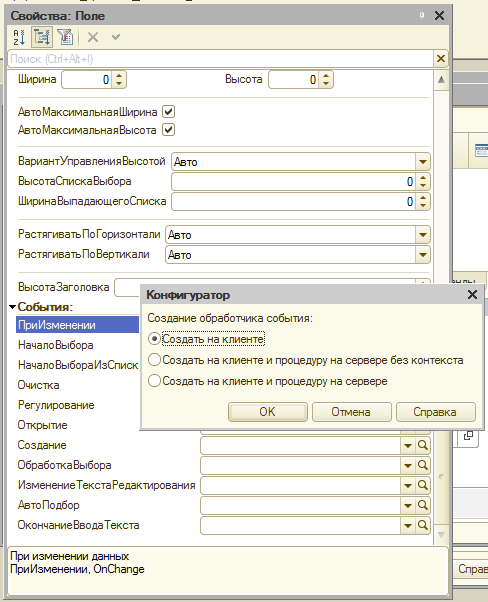 Свойства: Поле
Поиск (Ctrl+Alt+I)
Ширина 0 Высота 0
АвтоМаксимальнаяШирина
АвтоМаксимальнаяВысота
ВариантУправленияВысотой Авто
ВысотаСпискаВыбора 0
ШиринаВыпадающегоСписка 0
РастягиватьПоГоризонтали Авто
РастягиватьПоВертикали Авто
ВысотаЗаголовка
События:
ПриИзменении
НачалоВыбора
НачалоВыбораИзСписк
Очистка
Регулирование
Открытие
Создание
ОбработкаВыбора
ИзменениеТекстаРедактирования
АвтоПодбор
ОкончаниеВводаТекста
При изменении данных
ПриИзменении, OnChange
Конфигуратор
Создание обработчика события:
Создать на клиенте
Создать на клиенте и процедуру на сервере без контекста
Создать на клиенте и процедуру на сервере
OK Отмена Справка
Справ